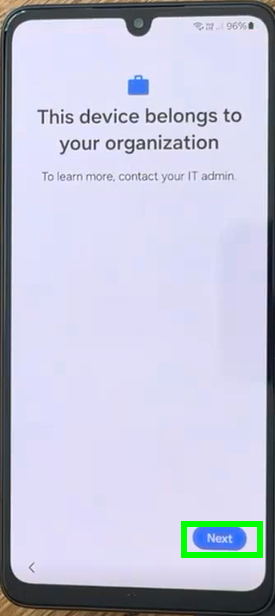 96%
This device belongs to
your organization
To learn more, contact your IT admin.
Next